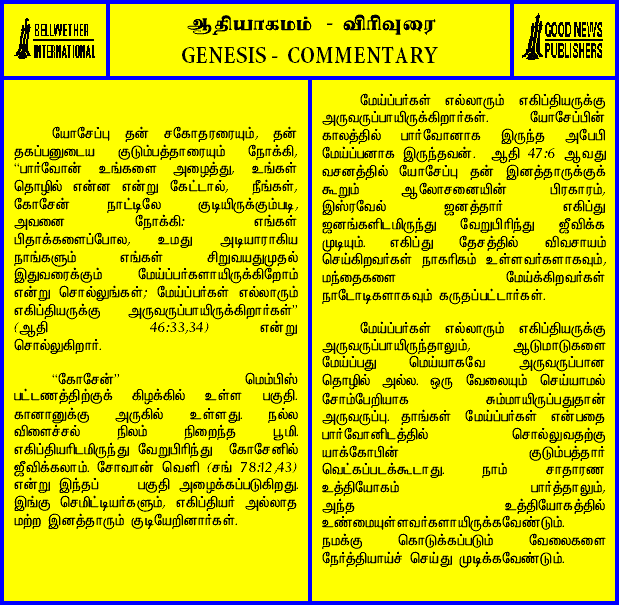 BELLWETHER
INTERNATIONAL
ஆதியாகமம் - விரிவுரை
GENESIS - COMMENTARY
GOOD NEWS
PUBLISHERS
யோசேப்பு தன் சகோதரரையும், தன்
தகப்பனுடைய குடும்பத்தாரையும் நோக்கி,
“பார்வோன் உங்களை அழைத்து, உங்கள்
தொழில் என்ன என்று கேட்டால், நீங்கள்,
கோசேன் நாட்டிலே குடியிருக்கும்படி,
அவனை நோக்கி: எங்கள்
பிதாக்களைப்போல, உமது அடியாராகிய
நாங்களும் எங்கள் சிறுவயதுமுதல்
இதுவரைக்கும் மேய்ப்பர்களாயிருக்கிறோம்
என்று சொல்லுங்கள்; மேய்ப்பர்கள் எல்லாரும்
எகிப்தியருக்கு அருவருப்பாயிருக்கிறார்கள்”
(ஆதி 46:33,34) என்று
சொல்லுகிறார்.
“கோசேன்” மெம்பிஸ்
பட்டணத்திற்குக் கிழக்கில் உள்ள பகுதி.
கானானுக்கு அருகில் உள்ளது. நல்ல
விளைச்சல் நிலம் நிறைந்த பூமி.
எகிப்தியரிடமிருந்து வேறுபிரிந்து கோசேனில்
ஜீவிக்கலாம். சோவான் வெளி (சங் 78:12,43)
என்று இந்தப் பகுதி அழைக்கப்படுகிறது.
இங்கு செமிட்டியர்களும், எகிப்தியர் அல்லாத
மற்ற இனத்தாரும் குடியேறினார்கள்.
மேய்ப்பர்கள் எல்லாரும் எகிப்தியருக்கு
அருவருப்பாயிருக்கிறார்கள். யோசேப்பின்
காலத்தில் பார்வோனாக இருந்த அபேபி
மேய்ப்பனாக இருந்தவன். ஆதி 47:6 ஆவது
வசனத்தில் யோசேப்பு தன் இனத்தாருக்குக்
கூறும் ஆலோசனையின் பிரகாரம்,
இஸ்ரவேல் ஜனத்தார் எகிப்து
ஜனங்களிடமிருந்து வேறுபிரிந்து ஜீவிக்க
முடியும். எகிப்து தேசத்தில் விவசாயம்
செய்கிறவர்கள் நாகரிகம் உள்ளவர்களாகவும்,
மந்தைகளை மேய்க்கிறவர்கள்
நாடோடிகளாகவும் கருதப்பட்டார்கள்.
மேய்ப்பர்கள் எல்லாரும் எகிப்தியருக்கு
அருவருப்பாயிருந்தாலும், ஆடுமாடுகளை
மேய்ப்பது மெய்யாகவே அருவருப்பான
தொழில் அல்ல. ஒரு வேலையும் செய்யாமல்
சோம்பேறியாக சும்மாயிருப்பதுதான்
அருவருப்பு. தாங்கள் மேய்ப்பர்கள் என்பதை
பார்வோனிடத்தில் சொல்லுவதற்கு
யாக்கோபின் குடும்பத்தார்
வெட்கப்படக்கூடாது. நாம் சாதாரண
உத்தியோகம் பார்த்தாலும்,
அந்த உத்தியோகத்தில்
உண்மையுள்ளவர்களாயிருக்கவேண்டும்.
நமக்கு கொடுக்கப்படும் வேலைகளை
நேர்த்தியாய்ச் செய்து முடிக்கவேண்டும்.